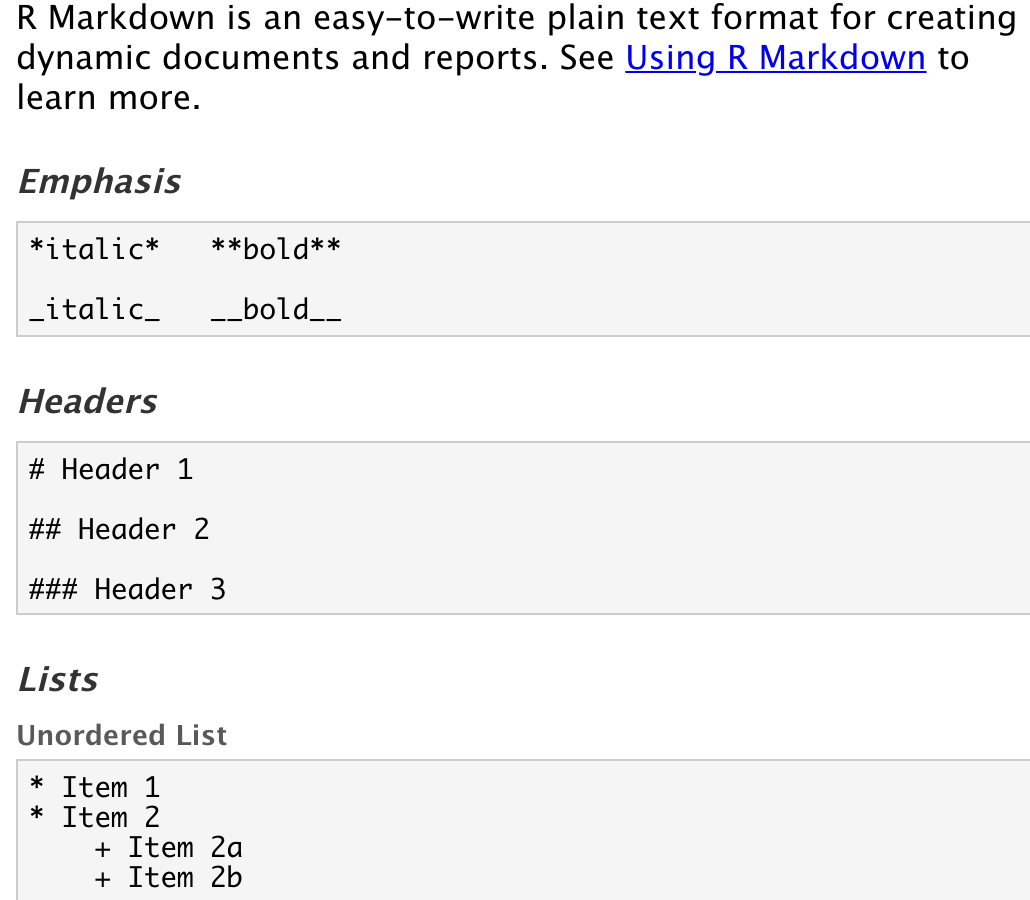 R Markdown is an easy-to-write plain text format for creating
dynamic documents and reports. See Using R Markdown to
learn more.
Emphasis
*italic*   **bold**
_italic_   __bold__
Headers
# Header 1
## Header 2
### Header 3
Lists
Unordered List
* Item 1
* Item 2
    + Item 2a
    + Item 2b